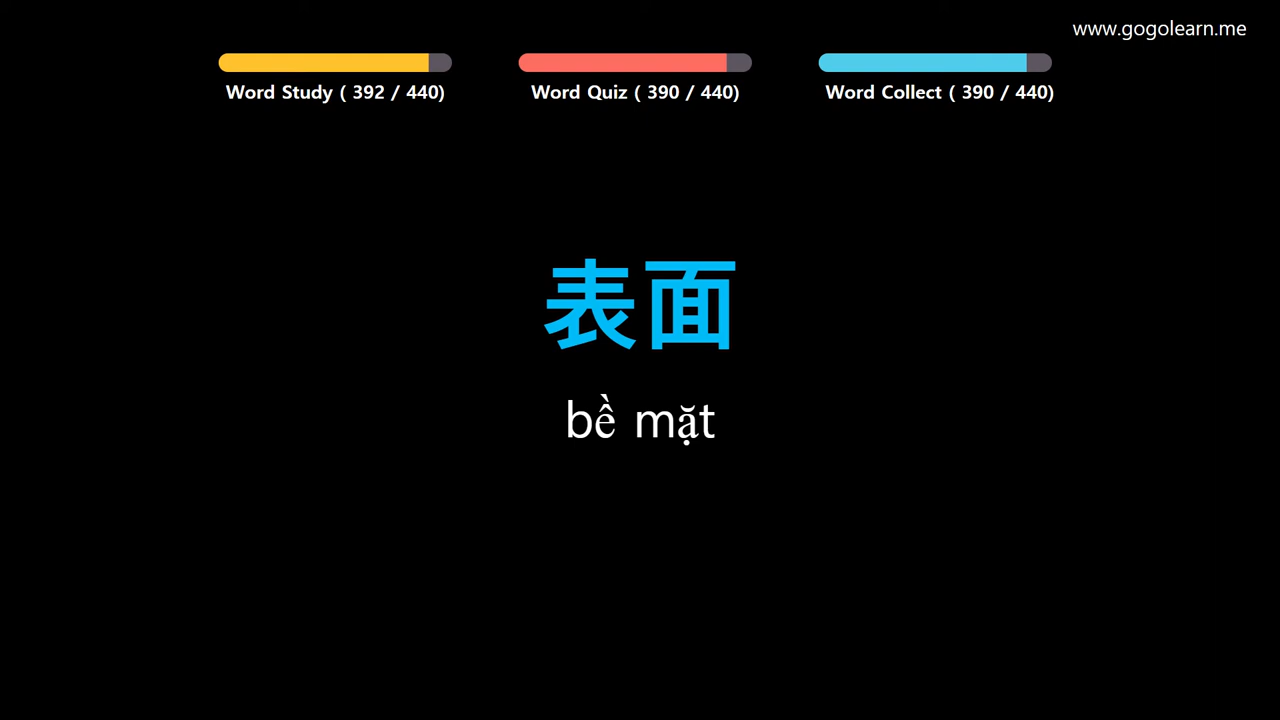 www.gogolearn.me
Word Study ( 392 / 440)
Word Quiz ( 390 / 440)
Word Collect ( 390 / 440)
表面
bề mặt